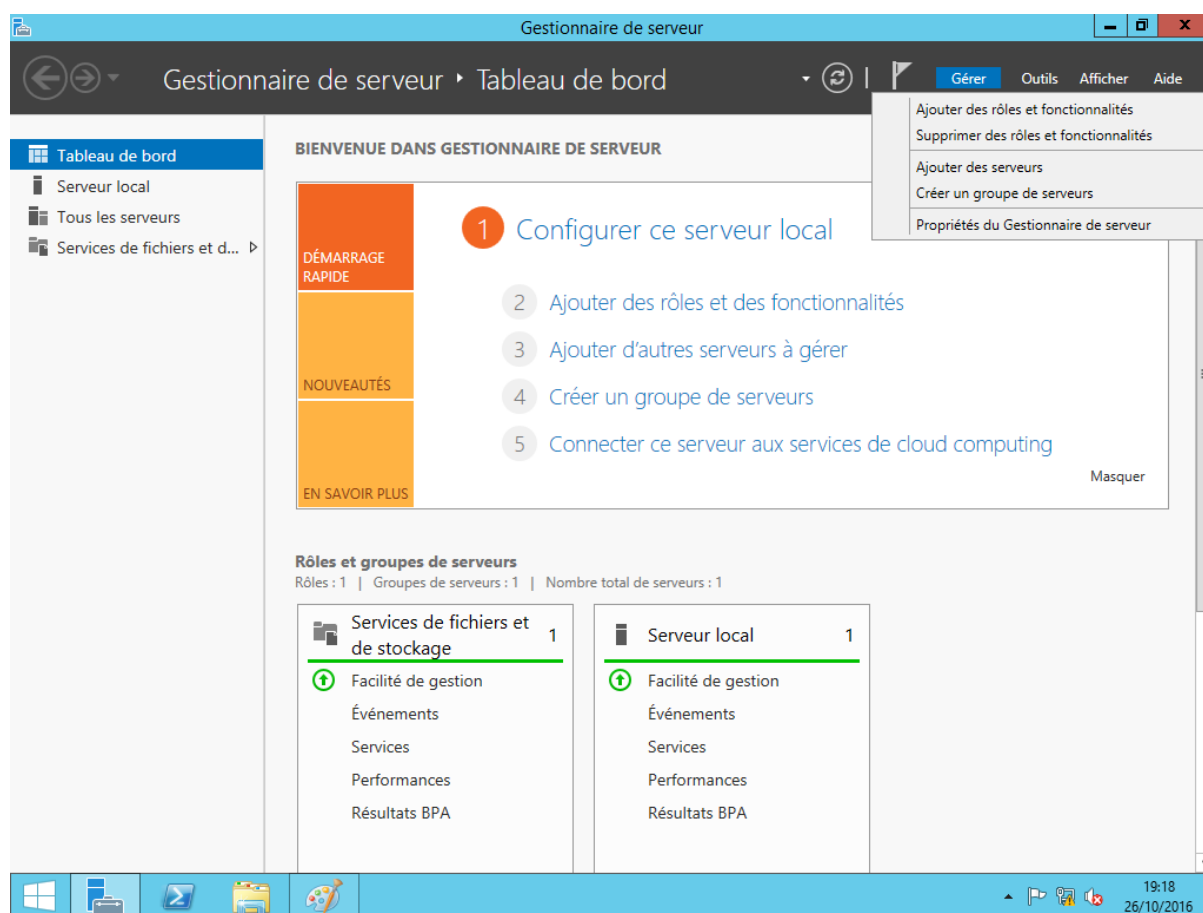 Gestionnaire de serveur
Gestionnaire de serveur
Tableau de bord
Gérer
Outils
Afficher
Aide
Ajouter des rôles et fonctionnalités
Supprimer des rôles et fonctionnalités
Ajouter des serveurs
Créer un groupe de serveurs
Propriétés du Gestionnaire de serveur
Tableau de bord
Serveur local
Tous les serveurs
Services de fichiers et d...
BIENVENUE DANS GESTIONNAIRE DE SERVEUR
DÉMARRAGE
RAPIDE
NOUVEAUTÉS
EN SAVOIR PLUS
1 Configurer ce serveur local
2 Ajouter des rôles et des fonctionnalités
3 Ajouter d'autres serveurs à gérer
4 Créer un groupe de serveurs
5 Connecter ce serveur aux services de cloud computing
Masquer
Rôles et groupes de serveurs
Rôles : 1 | Groupes de serveurs : 1 | Nombre total de serveurs : 1
Services de fichiers et
de stockage
1
Facilité de gestion
Événements
Services
Performances
Résultats BPA
Serveur local
1
Facilité de gestion
Événements
Services
Performances
Résultats BPA
19:18
26/10/2016